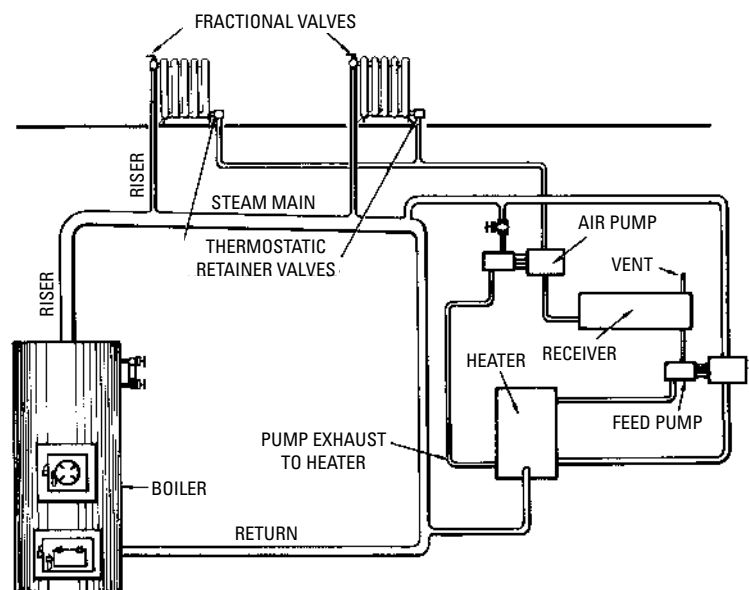 FRACTIONAL VALVES
RISER
STEAM MAIN
THERMOSTATIC
RETAINER VALVES
AIR PUMP
VENT
RISER
RECEIVER
HEATER
FEED PUMP
PUMP EXHAUST
TO HEATER
BOILER
RETURN